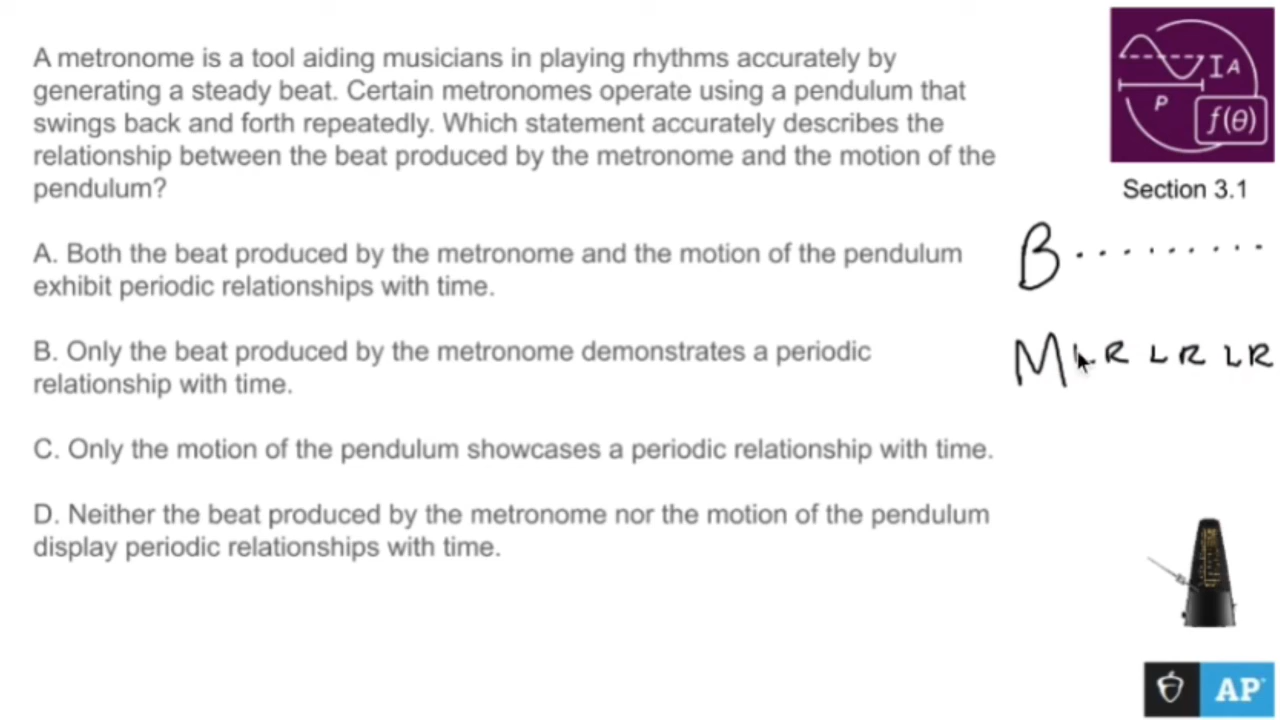 A metronome is a tool aiding musicians in playing rhythms accurately by
generating a steady beat. Certain metronomes operate using a pendulum that
swings back and forth repeatedly. Which statement accurately describes the
relationship between the beat produced by the metronome and the motion of the
pendulum?
A. Both the beat produced by the metronome and the motion of the pendulum
exhibit periodic relationships with time.
B. Only the beat produced by the metronome demonstrates a periodic
relationship with time.
C. Only the motion of the pendulum showcases a periodic relationship with time.
D. Neither the beat produced by the metronome nor the motion of the pendulum
display periodic relationships with time.
A
P
f(θ)
Section 3.1
B . . . . . . . . .
M L R L R L R
AP